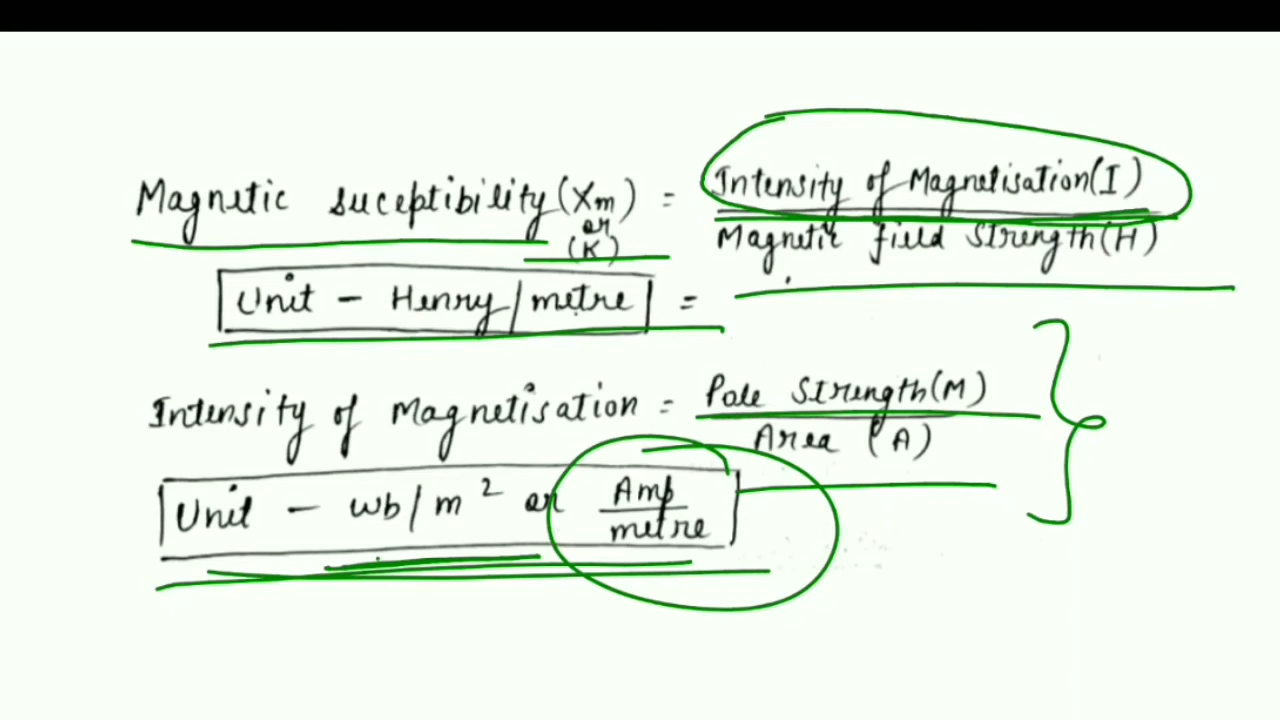 Magnetic suceptibility (Xm) = Intensity of Magnetisation (I)
or
(K)
Magnetic field Strength (H)
Unit - Henry / metre =
Intensity of Magnetisation = Pole Strength (M)
Area (A)
Unit - wb / m² or Amp
metre